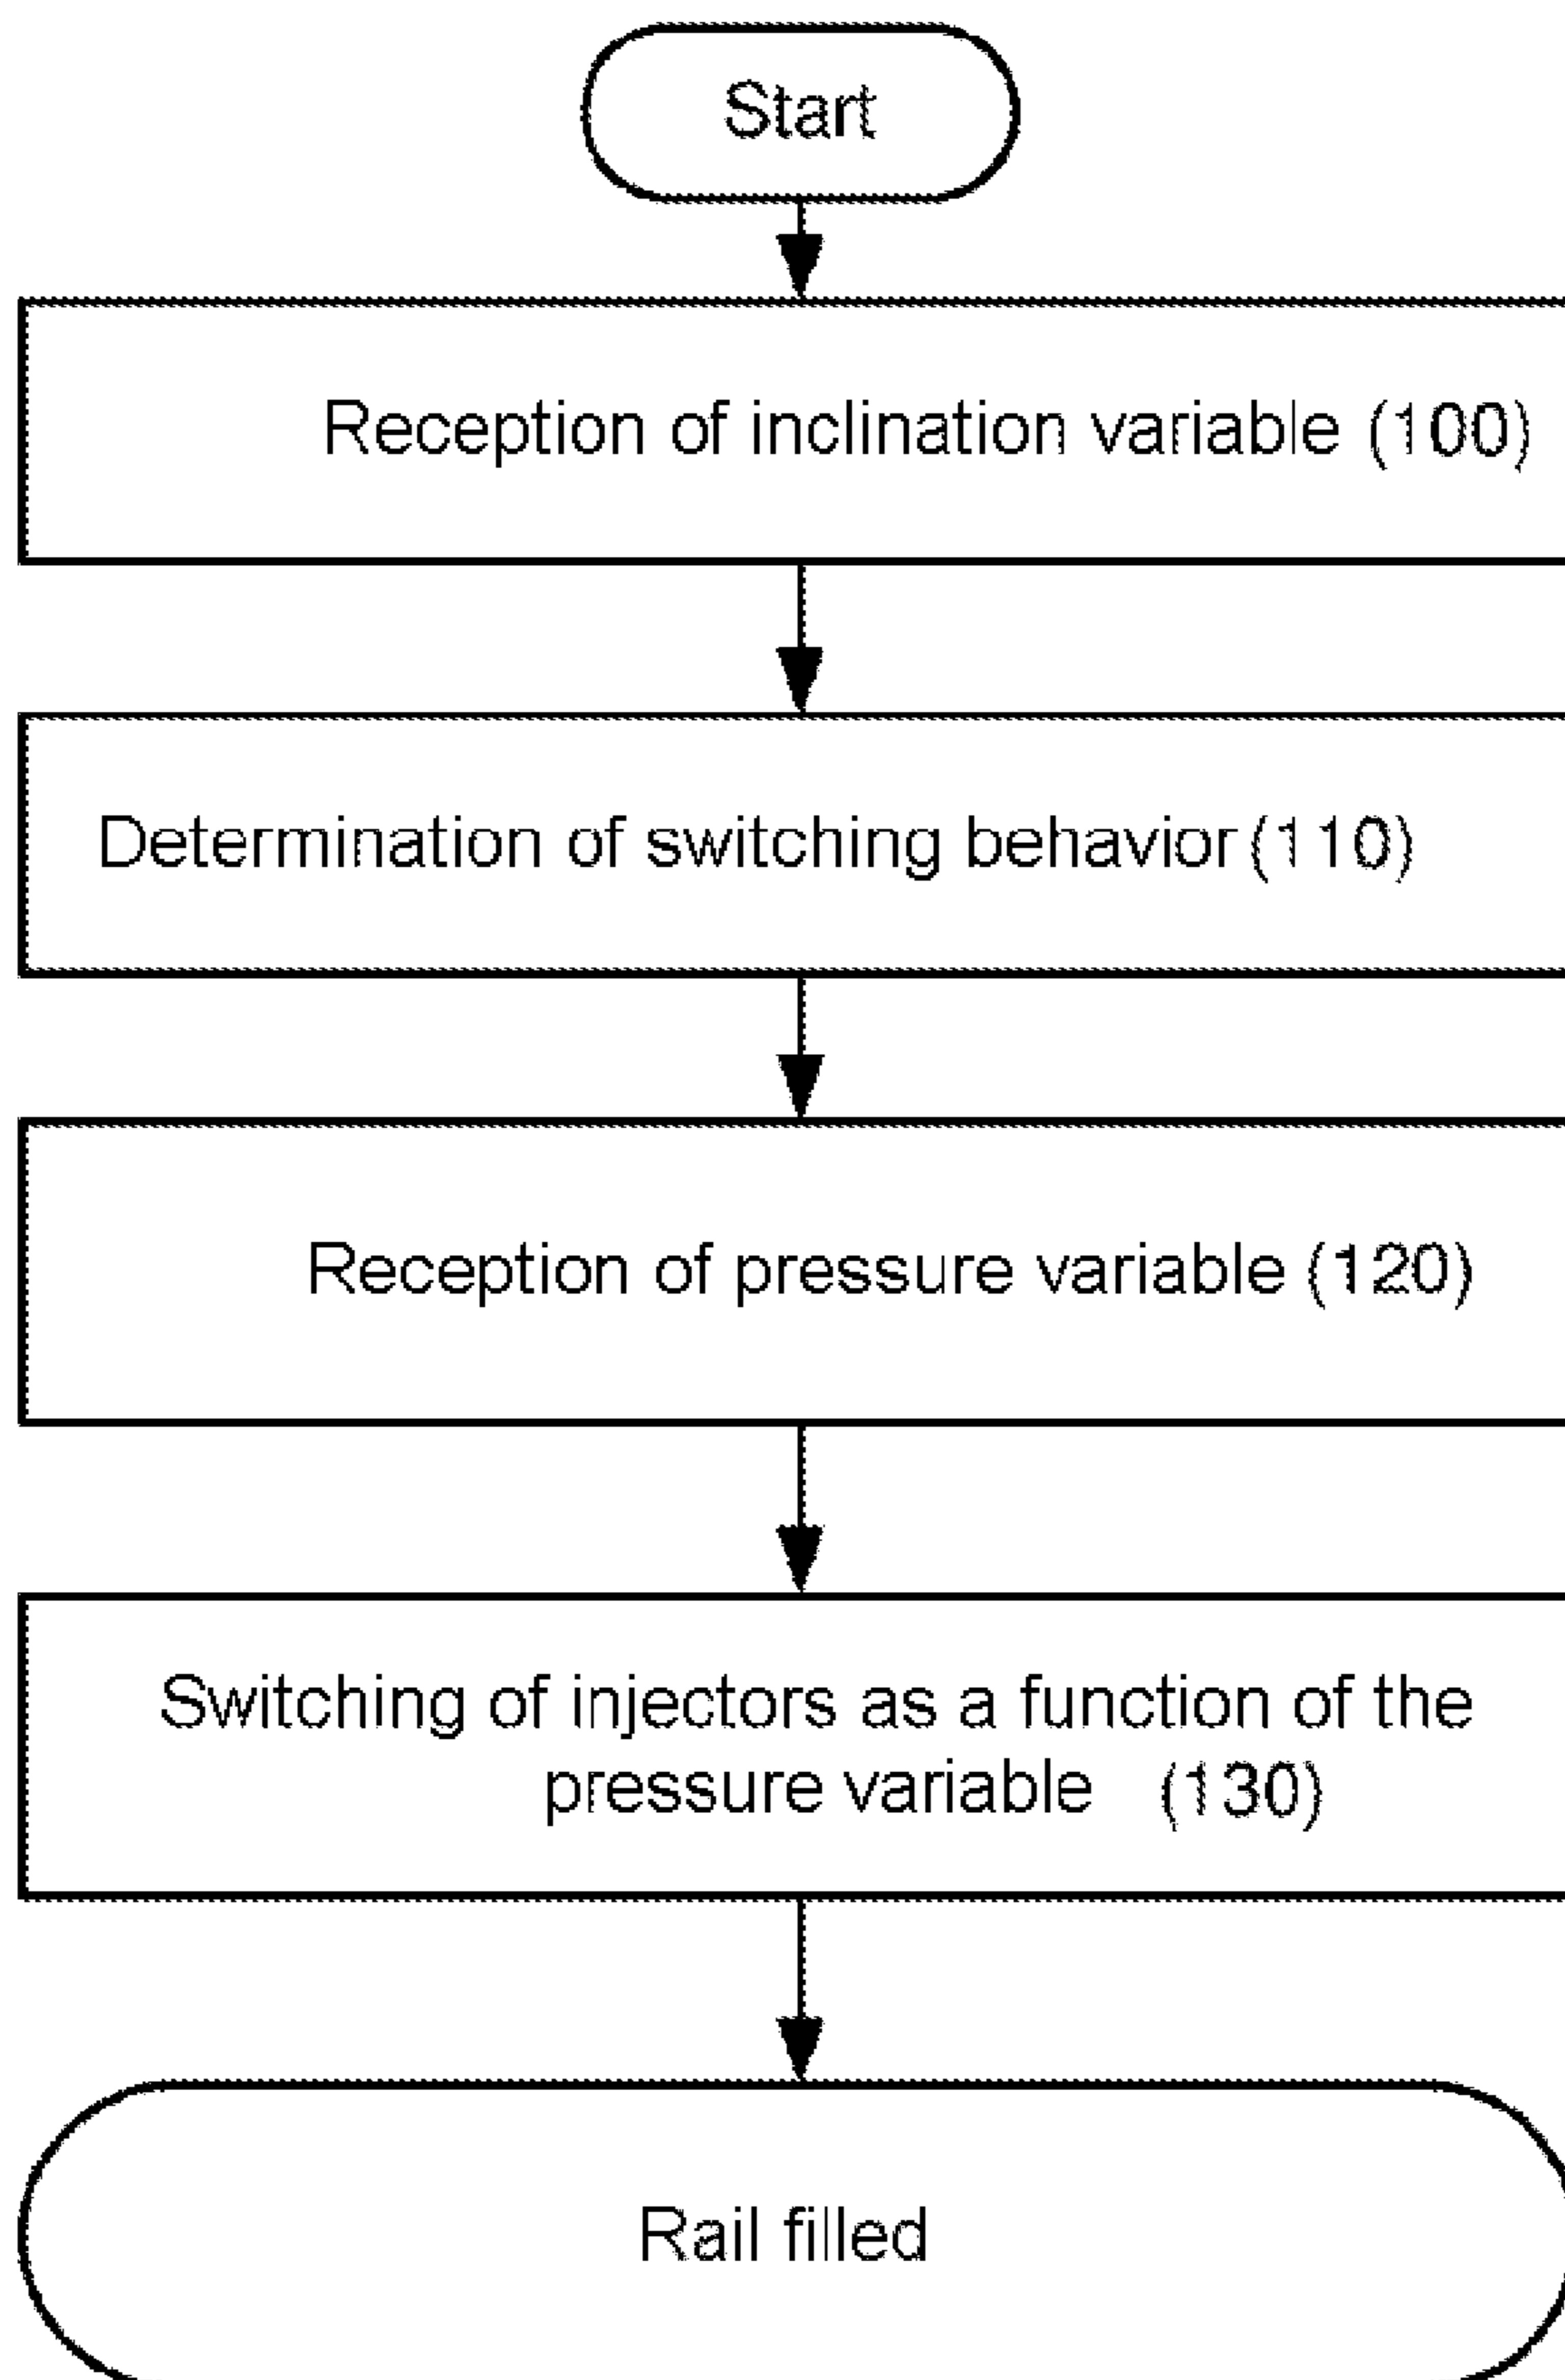 Start
Reception of inclination variable (100)
Determination of switching behavior (110)
Reception of pressure variable (120)
Switching of injectors as a function of the
pressure variable (130)
Rail filled